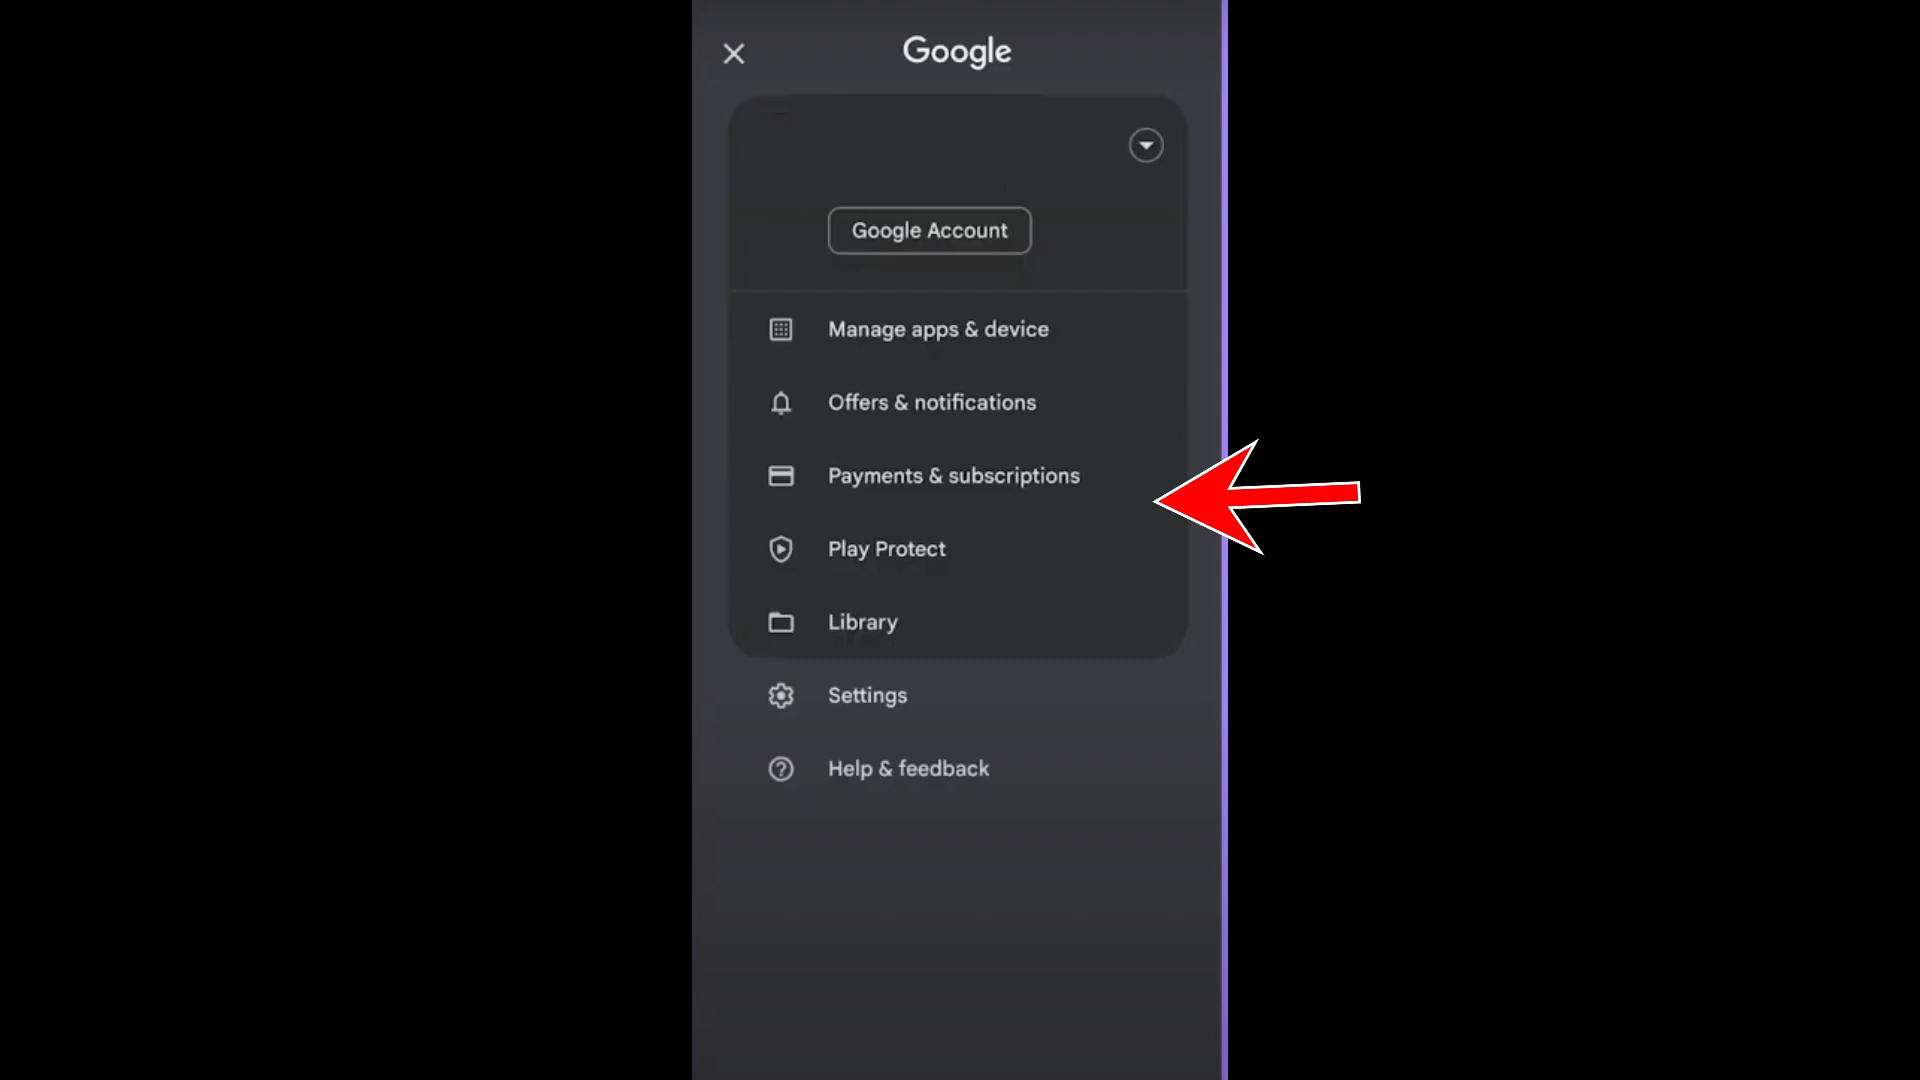 Google
Google Account
Manage apps & device
Offers & notifications
Payments & subscriptions
Play Protect
Library
Settings
Help & feedback